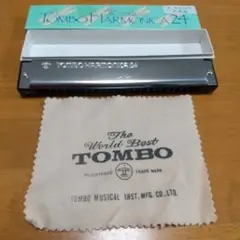 TOMBO HARMONICA 24
TOMBO HARMONICA 24
The
World Best
TOMBO
TRADE MARK
TOMBO MUSICAL INST. MFG. CO., LTD.